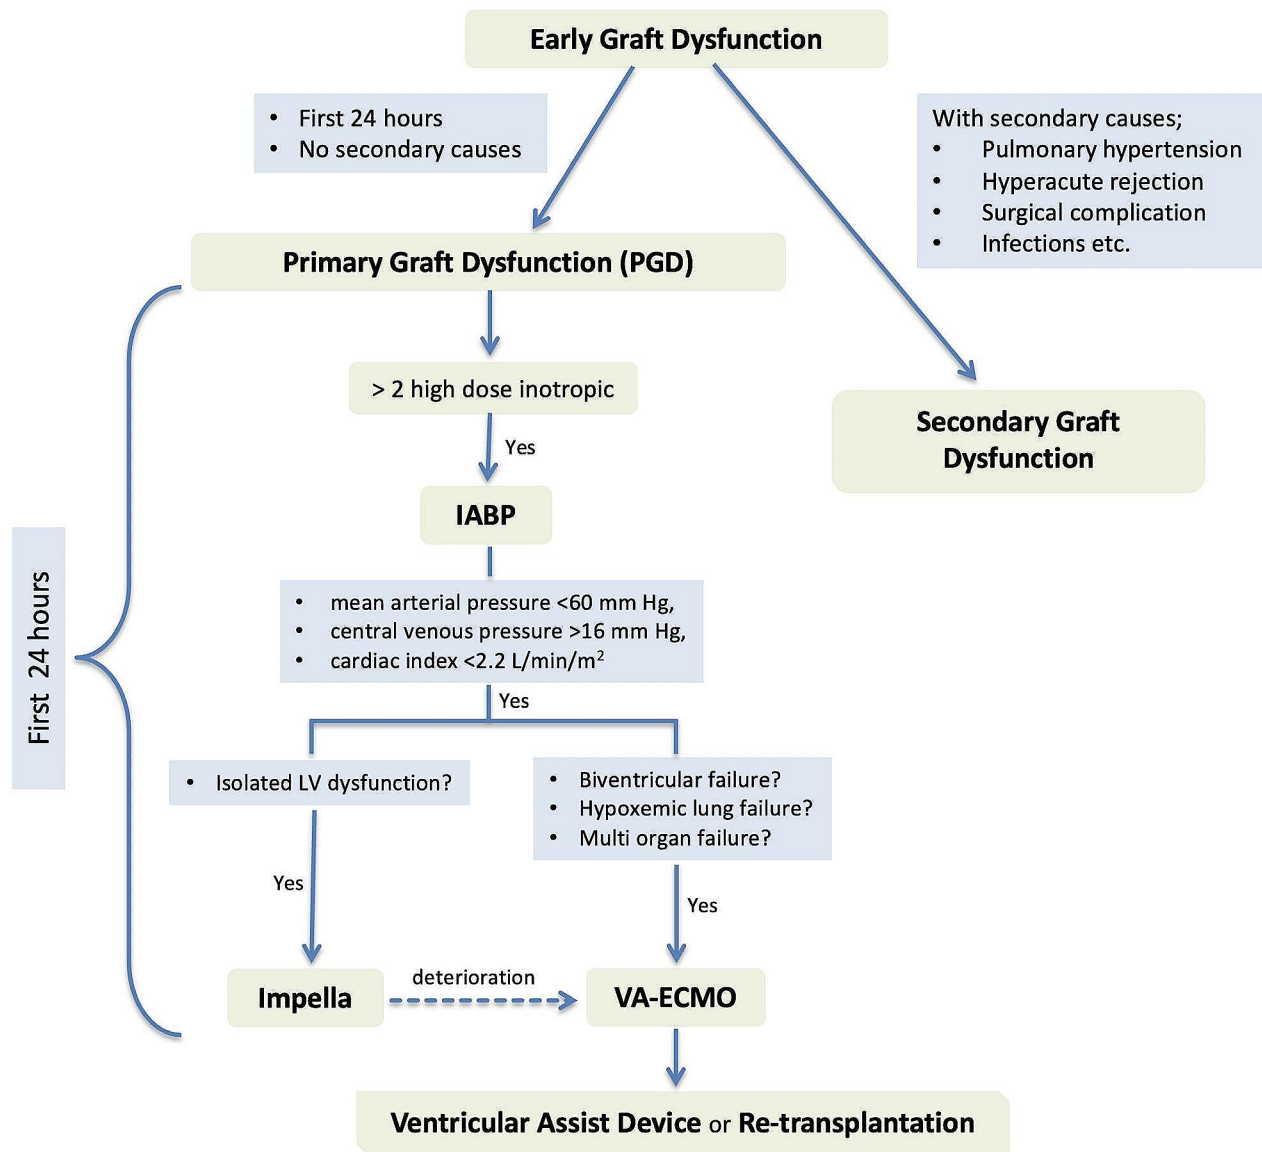 Early Graft Dysfunction
• First 24 hours
• No secondary causes
With secondary causes;
• Pulmonary hypertension
• Hyperacute rejection
• Surgical complication
• Infections etc.
Primary Graft Dysfunction (PGD)
> 2 high dose inotropic
Yes
Secondary Graft
Dysfunction
IABP
• mean arterial pressure <60 mm Hg,
• central venous pressure >16 mm Hg,
• cardiac index <2.2 L/min/m²
Yes
First 24 hours
• Isolated LV dysfunction?
• Biventricular failure?
• Hypoxemic lung failure?
• Multi organ failure?
Yes
Yes
Impella
deterioration
VA-ECMO
Ventricular Assist Device or Re-transplantation